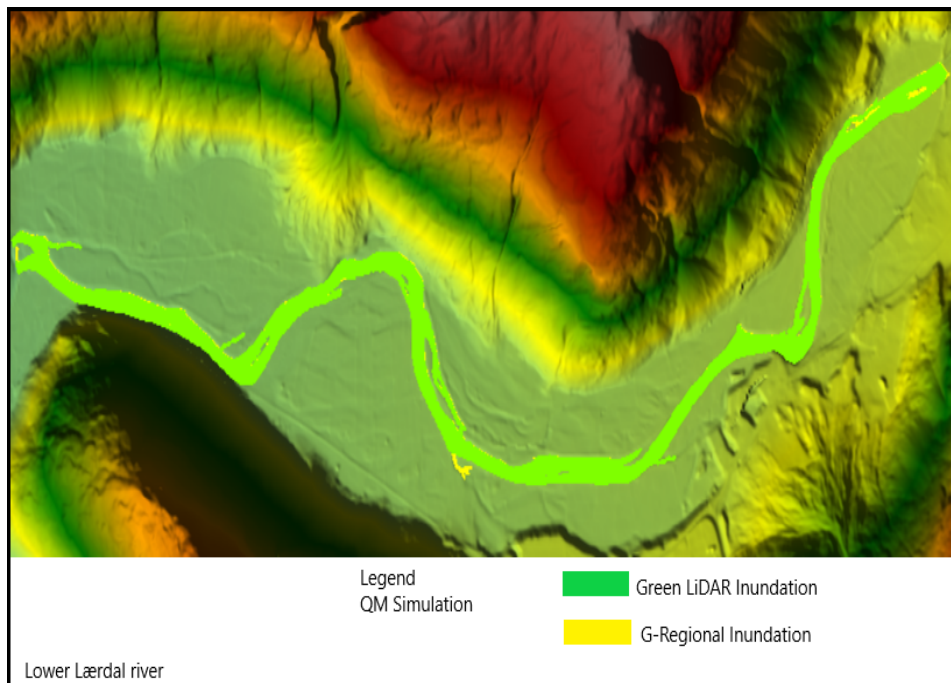 Legend
QM Simulation
Green LiDAR Inundation
G-Regional Inundation
Lower Lærdal river